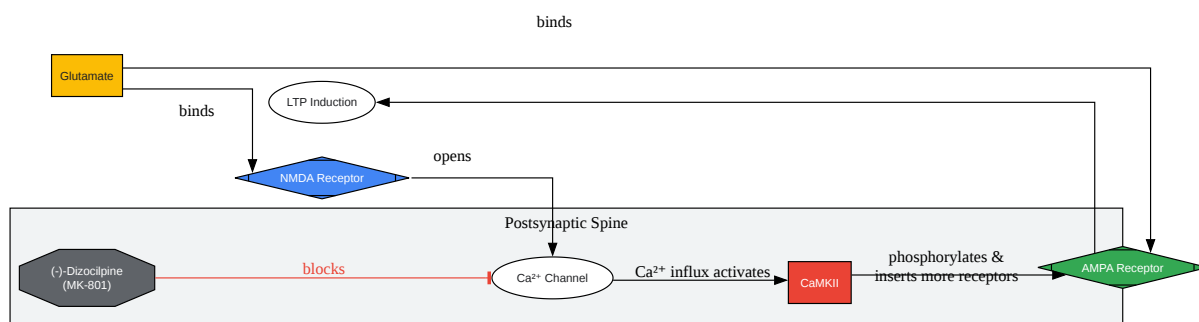 binds
Glutamate
LTP Induction
binds
opens
NMDA Receptor
Postsynaptic Spine
(-)-Dizocilpine
(MK-801)
blocks
Ca²⁺ Channel
Ca²⁺ influx activates
CaMKII
phosphorylates &
inserts more receptors
AMPA Receptor